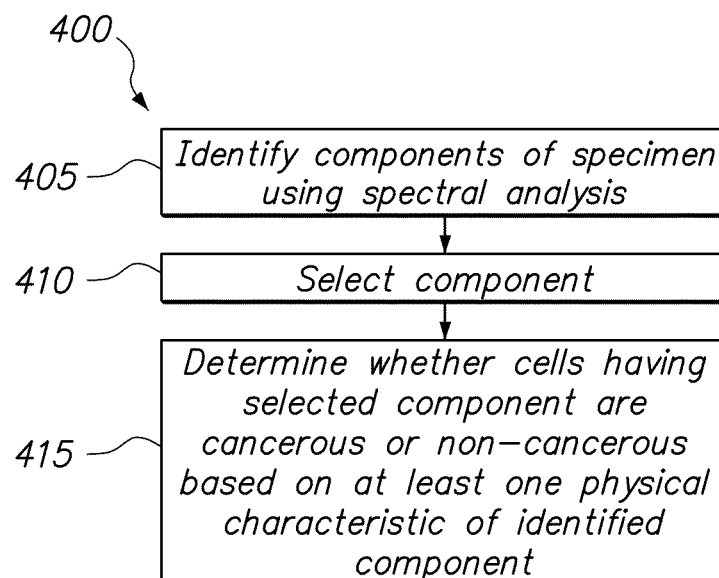 400
405
Identify components of specimen
using spectral analysis
410
Select component
415
Determine whether cells having
selected component are
cancerous or non-cancerous
based on at least one physical
characteristic of identified
component